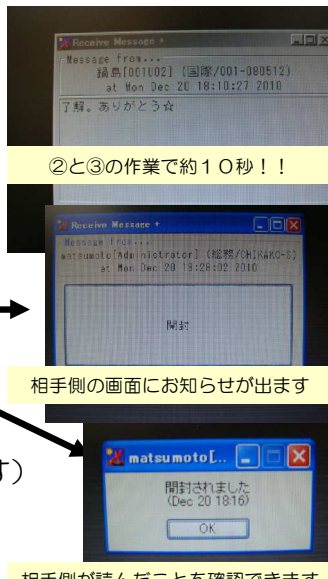 Receive Message +
Message from...
鍋島[001U02] (国際/001-080512)
at Mon Dec 20 18:10:27 2010
了解。ありがとう☆
②と③の作業で約１０秒！！
Receive Message +
Message from...
matsumoto[Administrator] (総務/CHIKAKO-S)
at Mon Dec 20 18:28:02 2010
開封
相手側の画面にお知らせが出ます
す）
matsumoto[..
開封されました
(Dec 20 18:16)
OK
相手側が読んだことを確認できます